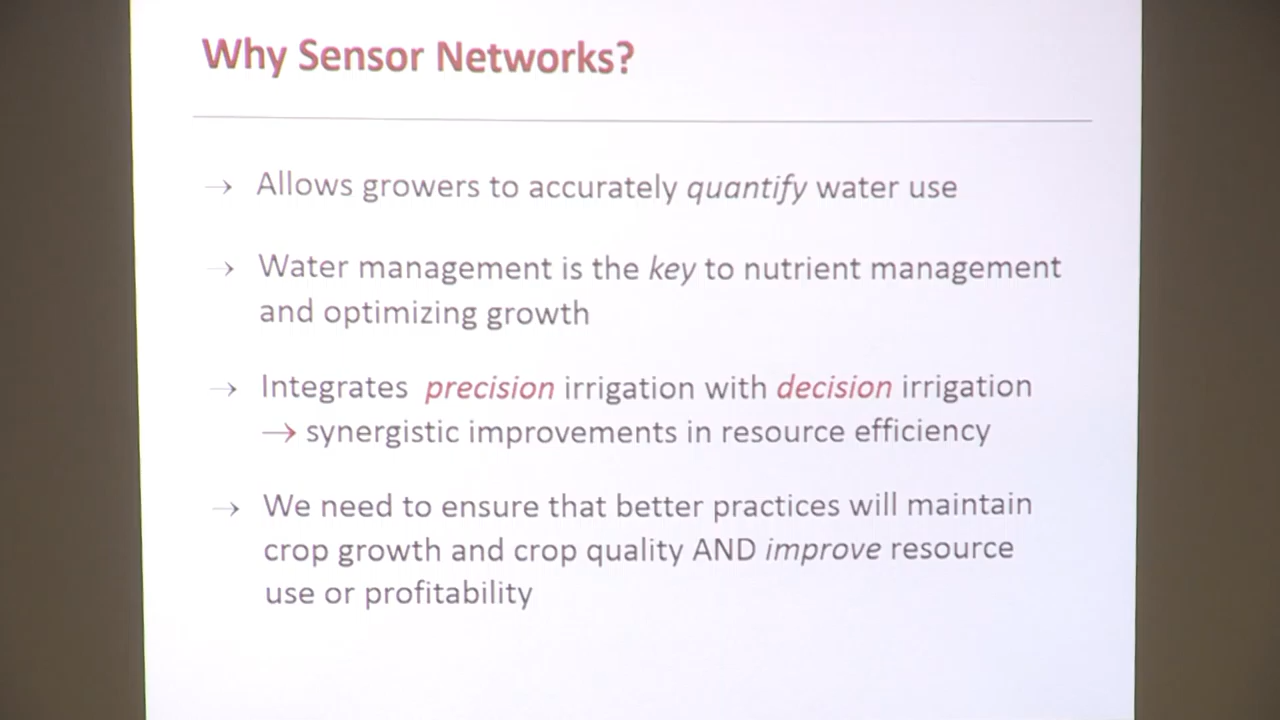 Why Sensor Networks?
→ Allows growers to accurately quantify water use
→ Water management is the key to nutrient management
and optimizing growth
→ Integrates precision irrigation with decision irrigation
→ synergistic improvements in resource efficiency
→ We need to ensure that better practices will maintain
crop growth and crop quality AND improve resource
use or profitability